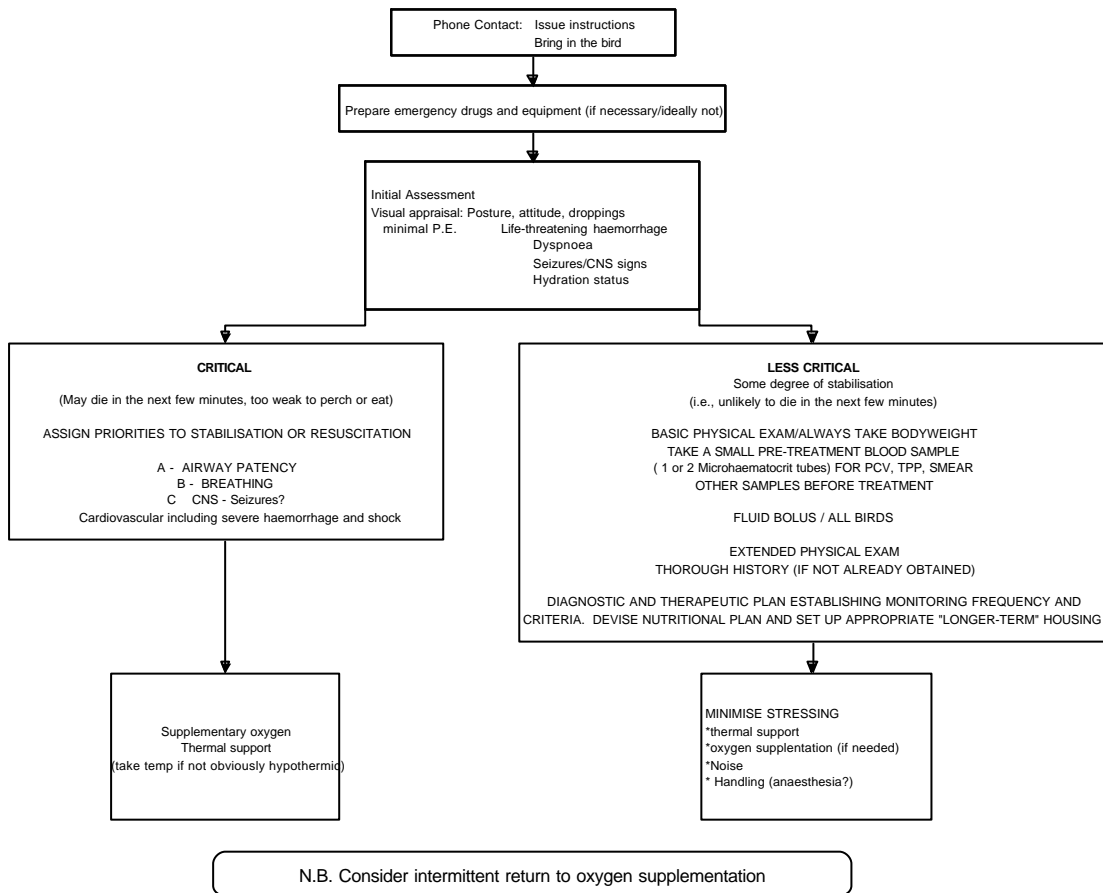 Phone Contact: Issue instructions
Bring in the bird
Prepare emergency drugs and equipment (if necessary/ideally not)
Initial Assessment
Visual appraisal: Posture, attitude, droppings
minimal P.E. Life-threatening haemorrhage
Dyspnoea
Seizures/CNS signs
Hydration status
CRITICAL
(May die in the next few minutes, too weak to perch or eat)
ASSIGN PRIORITIES TO STABILISATION OR RESUSCITATION
A - AIRWAY PATENCY
B - BREATHING
C CNS - Seizures?
Cardiovascular including severe haemorrhage and shock
LESS CRITICAL
Some degree of stabilisation
(i.e., unlikely to die in the next few minutes)
BASIC PHYSICAL EXAM/ALWAYS TAKE BODYWEIGHT
TAKE A SMALL PRE-TREATMENT BLOOD SAMPLE
( 1 or 2 Microhaematocrit tubes) FOR PCV, TPP, SMEAR
OTHER SAMPLES BEFORE TREATMENT
FLUID BOLUS / ALL BIRDS
EXTENDED PHYSICAL EXAM
THOROUGH HISTORY (IF NOT ALREADY OBTAINED)
DIAGNOSTIC AND THERAPEUTIC PLAN ESTABLISHING MONITORING FREQUENCY AND
CRITERIA. DEVISE NUTRITIONAL PLAN AND SET UP APPROPRIATE "LONGER-TERM" HOUSING
Supplementary oxygen
Thermal support
(take temp if not obviously hypothermic)
MINIMISE STRESSING
*thermal support
*oxygen supplentation (if needed)
*Noise
* Handling (anaesthesia?)
N.B. Consider intermittent return to oxygen supplementation